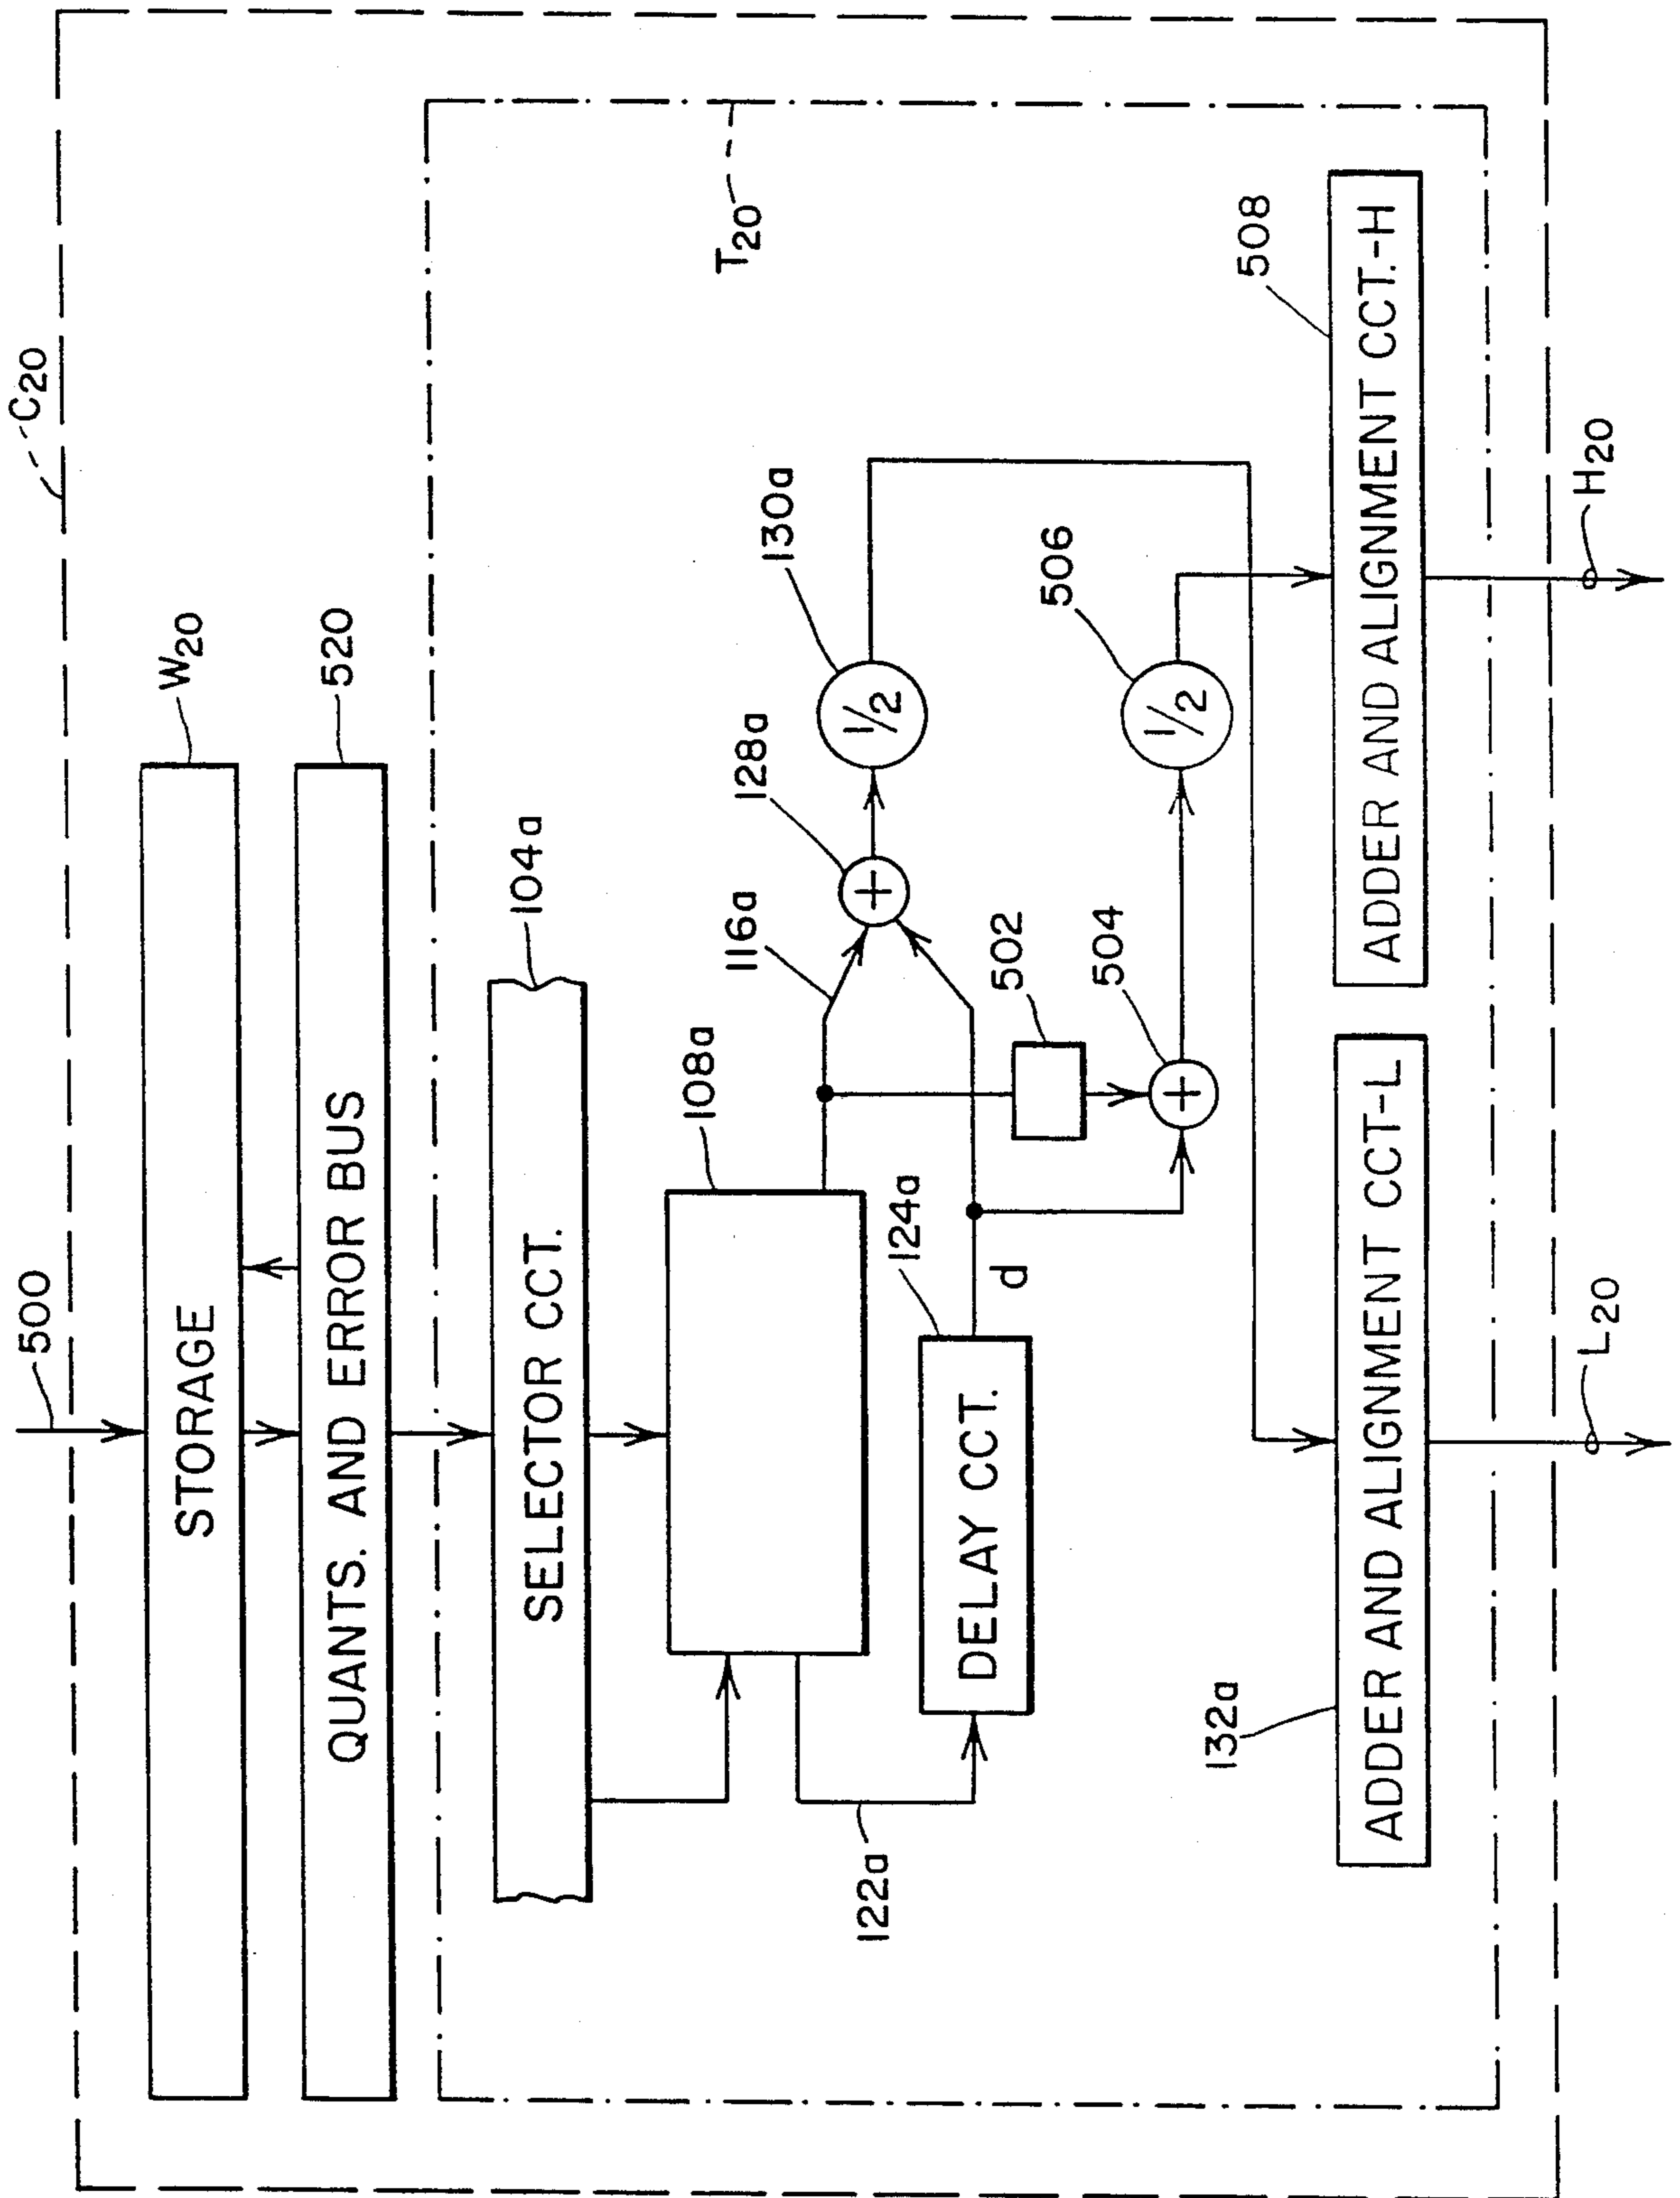 500
C20
STORAGE
W20
QUANTS. AND ERROR BUS
520
SELECTOR CCT.
104a
T20
108a
116a
128a
130a
1/2
122a
DELAY CCT.
124a
d
502
504
506
1/2
132a
ADDER AND ALIGNMENT CCT-L
508
ADDER AND ALIGNMENT CCT.-H
L20
H20